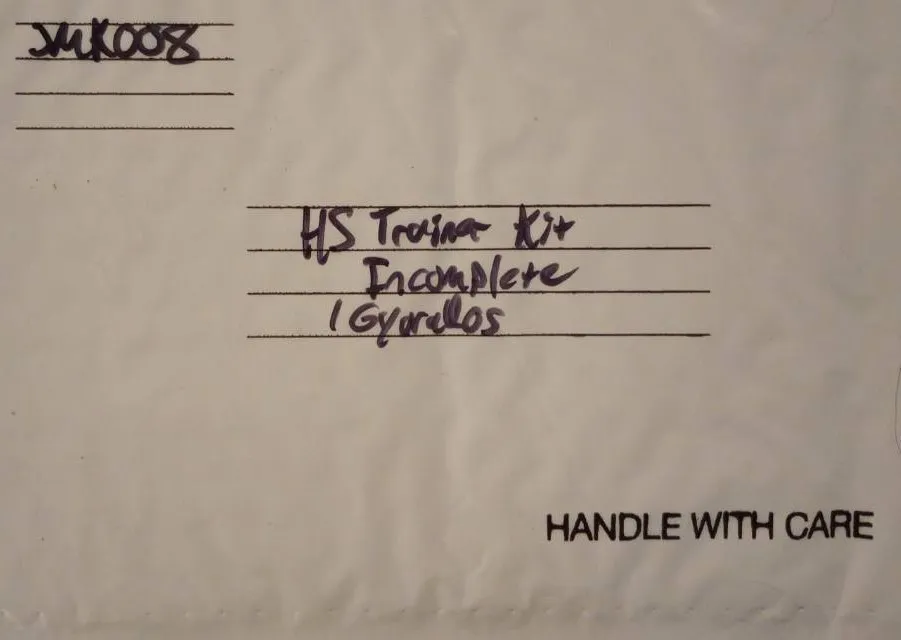 JMK008
HS Trainer Kit
Incomplete
1 Gyarados
HANDLE WITH CARE